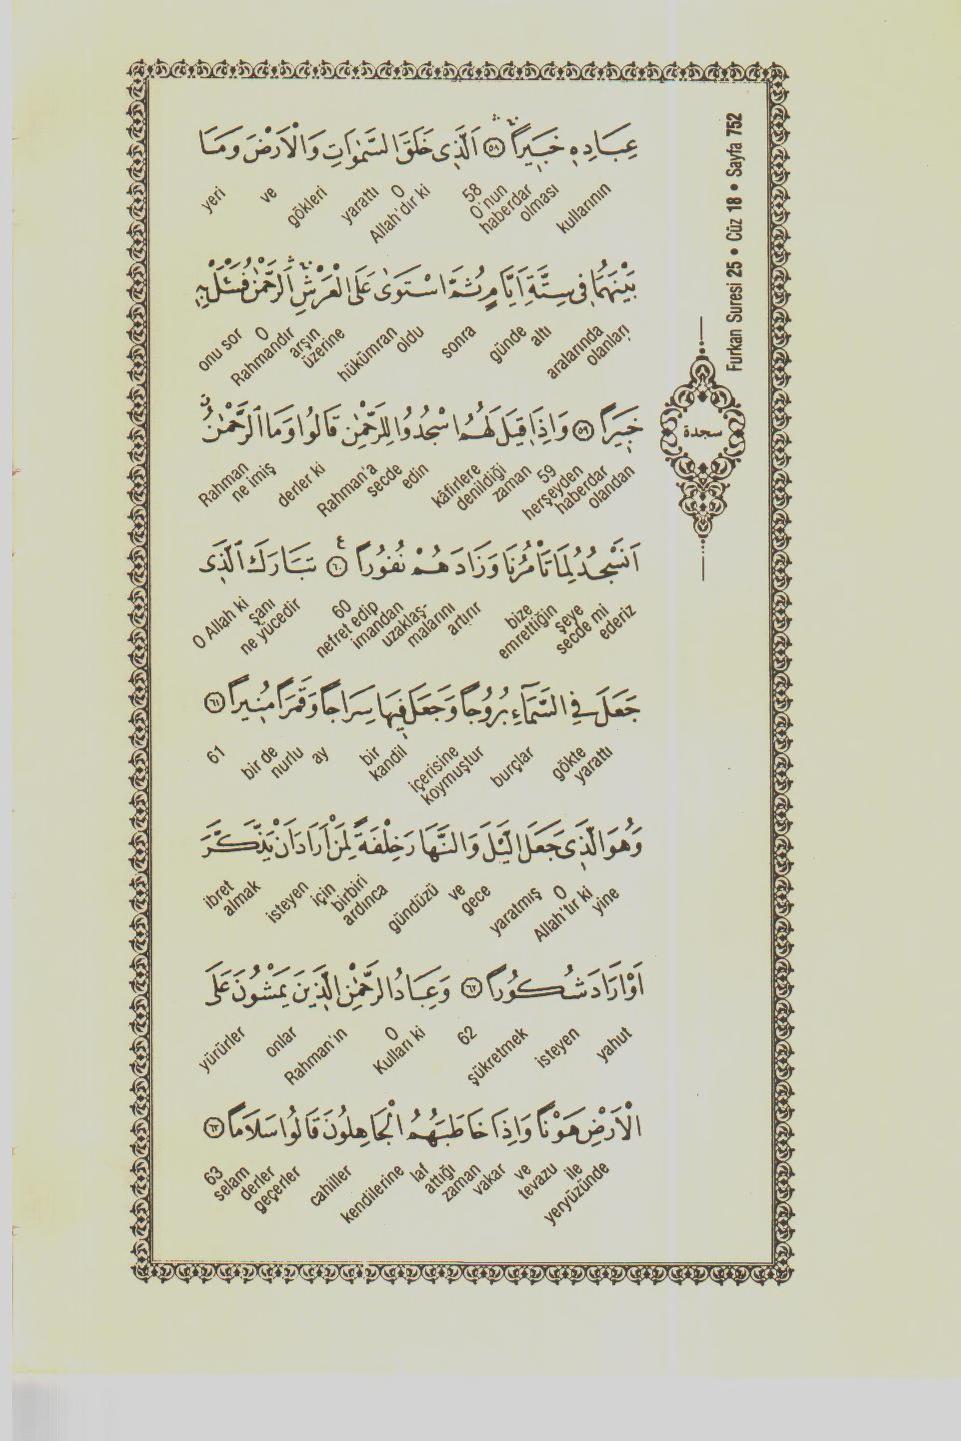 Furkan Suresi 25 • Cüz 18 • Sayfa 752
عِبَادِهٖ خَبٖيرًاۚۛ ﴿٥٨﴾ اَلَّذٖى خَلَقَ السَّمٰوَاتِ وَالْاَرْضَ وَمَا
kullarının olması haberdar O'nun 58 Allah'dır ki O yarattı gökleri ve yeri
بَيْنَهُمَا فٖى سِتَّةِ اَيَّامٍ ثُمَّ اسْتَوٰى عَلَى الْعَرْشِۚۛ اَلرَّحْمٰنُ فَسْـَٔلْ بِهٖ
olanları aralarında altı günde sonra oldu hükümran üzerine arşın Rahmandır O onu sor
خَبٖيرًا ﴿٥٩﴾ وَاِذَا قٖيلَ لَهُمُ اسْجُدُوا لِلرَّحْمٰنِ قَالُوا وَمَا الرَّحْمٰنُۗ
olandan haberdar herşeyden 59 zaman denildiği kâfirlere edin secde Rahman'a derler ki ne imiş Rahman
سجدة
اَنَسْجُدُ لِمَا تَاْمُرُنَا وَزَادَهُمْ نُفُورًا ﴿٦٠﴾ ع تَبَارَكَ الَّذٖى
ederiz secde mi şeye emrettiğin bize artırır malarını uzaklaş- imandan nefret edip 60 ne yücedir şanı O Allah ki
جَعَلَ فِى السَّمَٓاءِ بُرُوجًا وَجَعَلَ فٖيهَا سِرَاجًا وَقَمَرًا مُنٖيرًا ﴿٦١﴾
yarattı gökte burçlar koymuştur içerisine kandil bir ay nurlu bir de 61
وَهُوَ الَّذٖى جَعَلَ الَّيْلَ وَالنَّهَارَ خِلْفَةً لِمَنْ اَرَادَ اَنْ يَذَّكَّرَ
yine Allah'tır ki O yaratmış gece ve gündüzü ardınca birbiri için isteyen almak ibret
اَوْ اَرَادَ شُكُورًا ﴿٦٢﴾ وَعِبَادُ الرَّحْمٰنِ الَّذٖينَ يَمْشُونَ عَلَى
yahut isteyen şükretmek 62 Kulları ki O Rahman'ın onlar yürürler
الْاَرْضِ هَوْنًا وَاِذَا خَاطَبَهُمُ الْجَاهِلُونَ قَالُوا سَلَامًا ﴿٦٣﴾
yeryüzünde ile tevazu ve vakar zaman attığı laf kendilerine cahiller geçerler derler selam 63